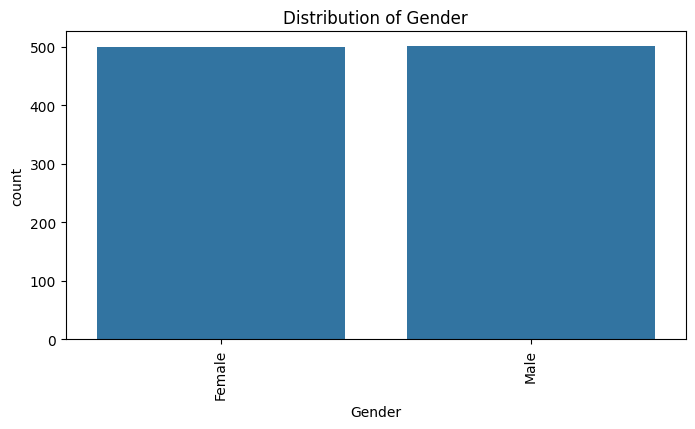 Distribution of Gender
500
400
300
200
100
0
count
Female
Male
Gender